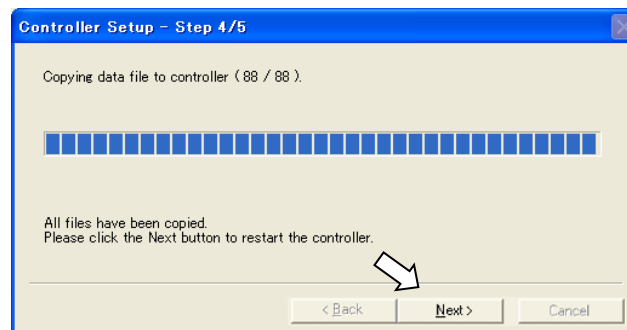 Controller Setup - Step 4/5
Copying data file to controller ( 88 / 88 ).
All files have been copied.
Please click the Next button to restart the controller.
< Back
Next >
Cancel